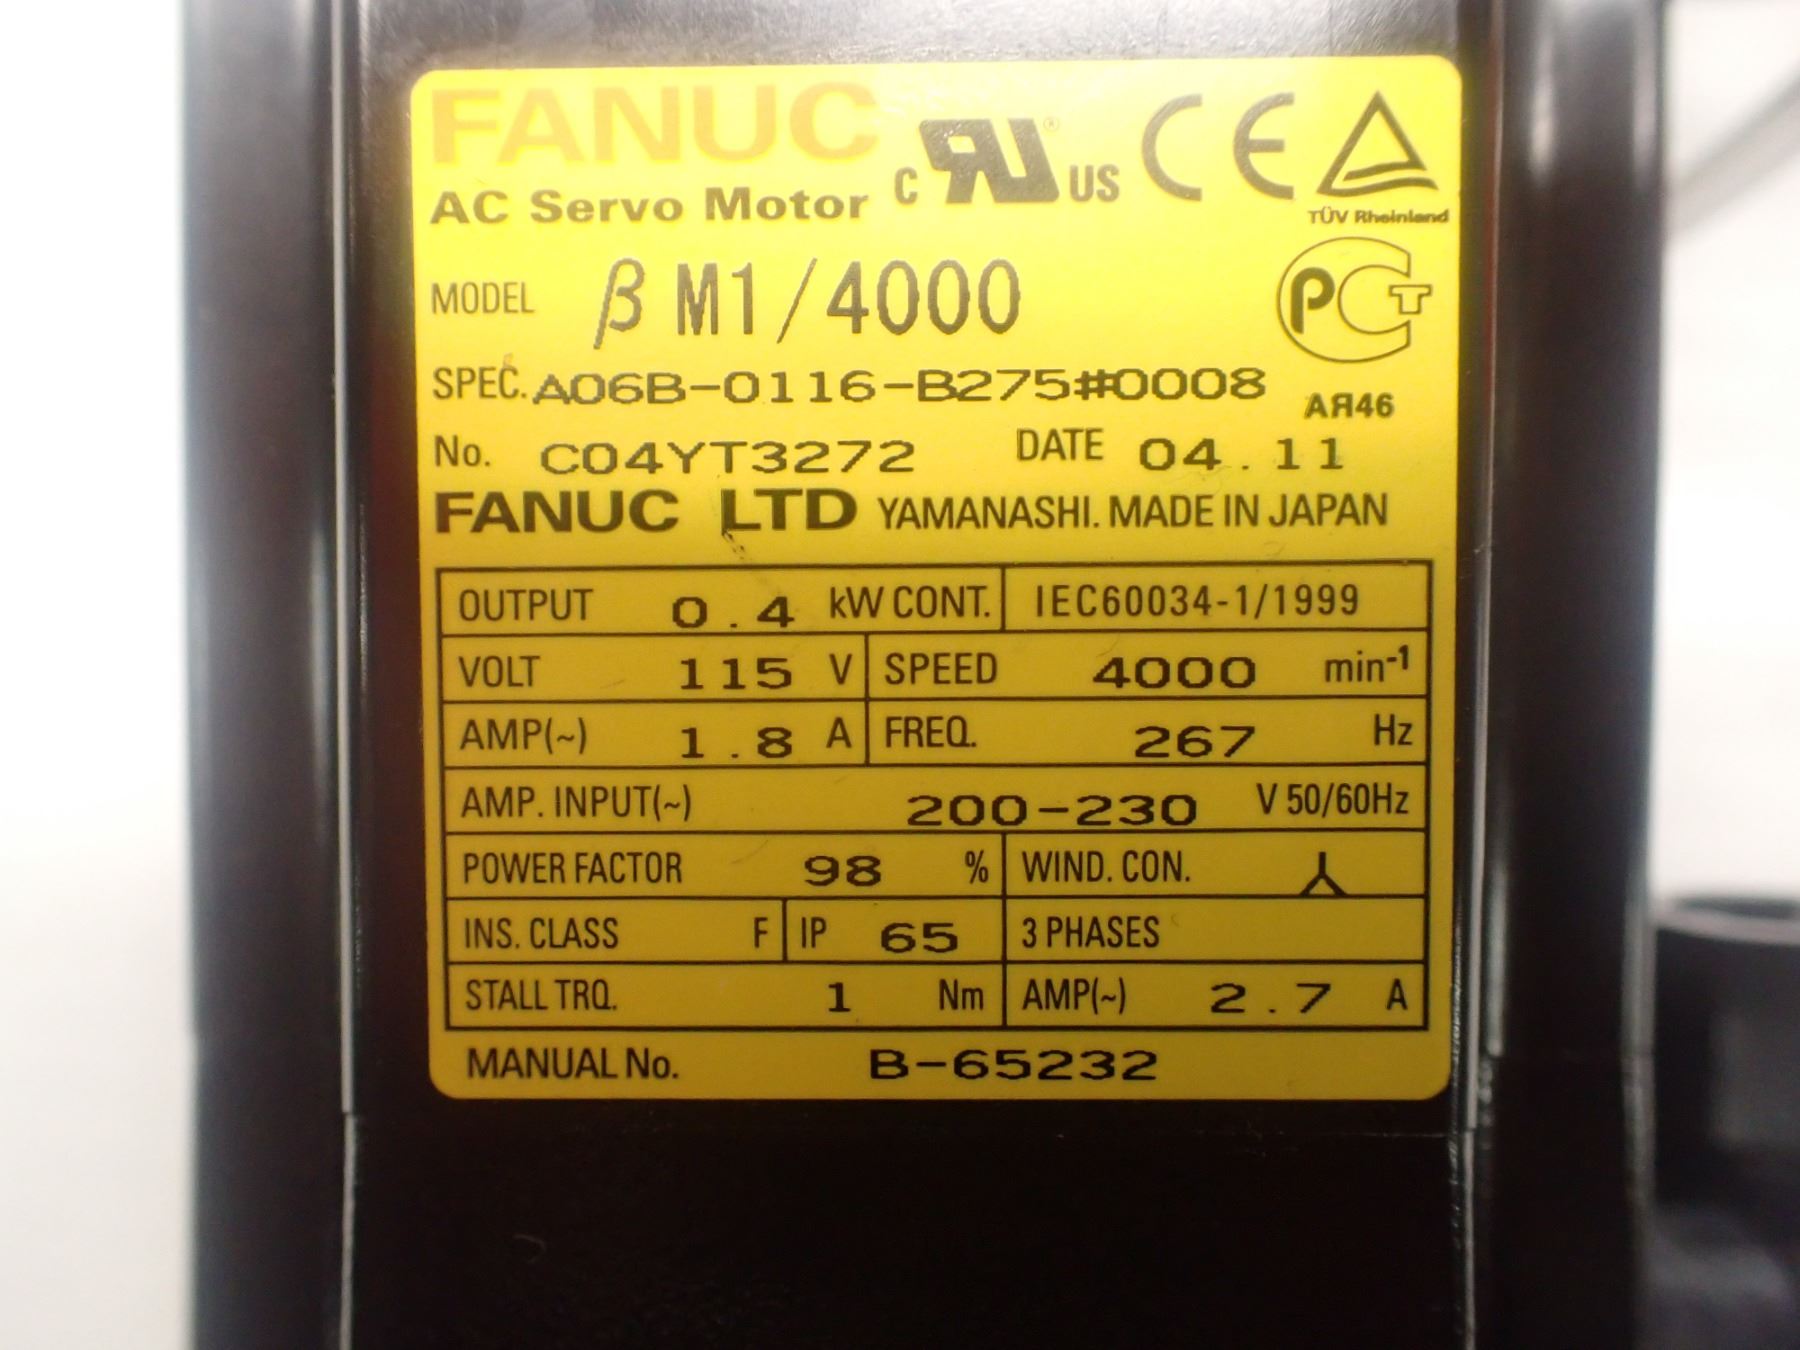 FANUC
AC Servo Motor
c RU ® US CE
TÜV Rheinland
MODEL β M1/4000
PCT
SPEC. A06B-0116-B275#0008
АЯ46
No. C04YT3272 DATE 04.11
FANUC LTD YAMANASHI. MADE IN JAPAN
OUTPUT 0.4 kW CONT. IEC60034-1/1999
VOLT 115 V SPEED 4000 min-1
AMP(~) 1.8 A FREQ. 267 Hz
AMP. INPUT(~) 200-230 V 50/60Hz
POWER FACTOR 98 % WIND. CON.
INS. CLASS F IP 65 3 PHASES
STALL TRQ. 1 Nm AMP(~) 2.7 A
MANUAL No. B-65232